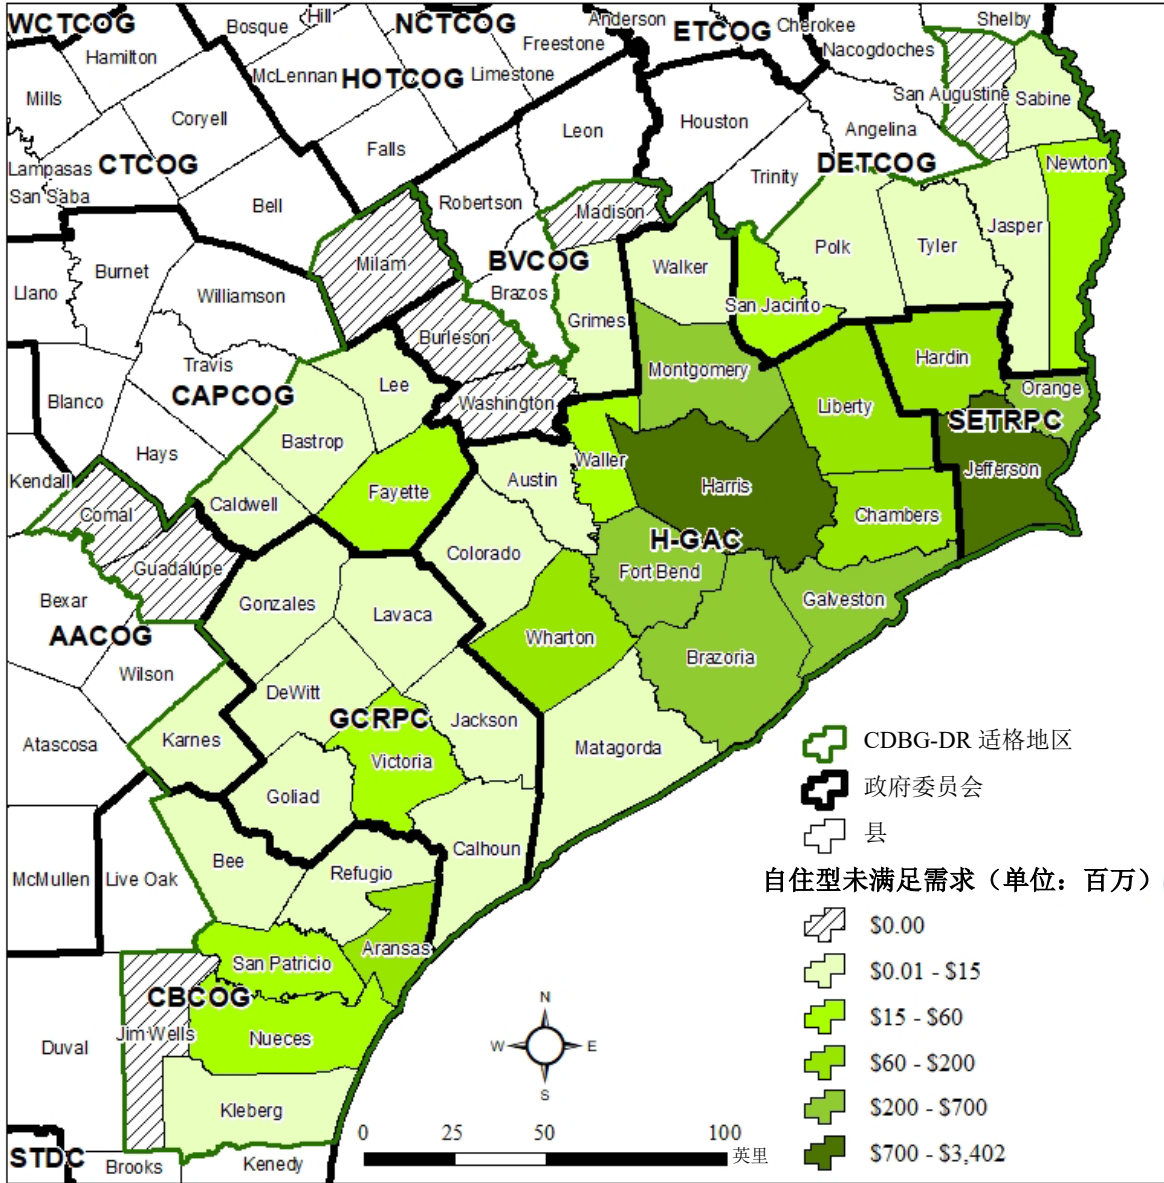 WCTCOG
Bosque
Hill
NCTCOG
Anderson
Cherokee
Shelby
Hamilton
Freestone
ETCOG
Nacogdoches
McLennan
HOTCOG
Limestone
Mills
San Augustine
Sabine
Coryell
Leon
Houston
Angelina
Falls
Lampasas
CTCOG
Trinity
DETCOG
Newton
San Saba
Bell
Robertson
Madison
Jasper
Burnet
Milam
BVCOG
Walker
Polk
Tyler
Llano
Williamson
Brazos
San Jacinto
Burleson
Grimes
Travis
Montgomery
Hardin
Lee
Orange
CAPCOG
Blanco
Washington
Liberty
SETRPC
Bastrop
Hays
Waller
Jefferson
Kendall
Austin
Caldwell
Fayette
Harris
Comal
Chambers
H-GAC
Colorado
Guadalupe
Fort Bend
Bexar
Gonzales
Lavaca
Galveston
AACOG
Wharton
Brazoria
Wilson
DeWitt
GCRPC
Jackson
Atascosa
Karnes
Matagorda
Victoria
Goliad
McMullen
Live Oak
Bee
Refugio
Calhoun
Aransas
San Patricio
CBCOG
Duval
Jim Wells
Nueces
Kleberg
STDC
Brooks
Kenedy
N
W
E
S
0
25
50
100
英里
CDBG-DR 适格地区
政府委员会
县
自住型未满足需求（单位：百万）
$0.00
$0.01 - $15
$15 - $60
$60 - $200
$200 - $700
$700 - $3,402